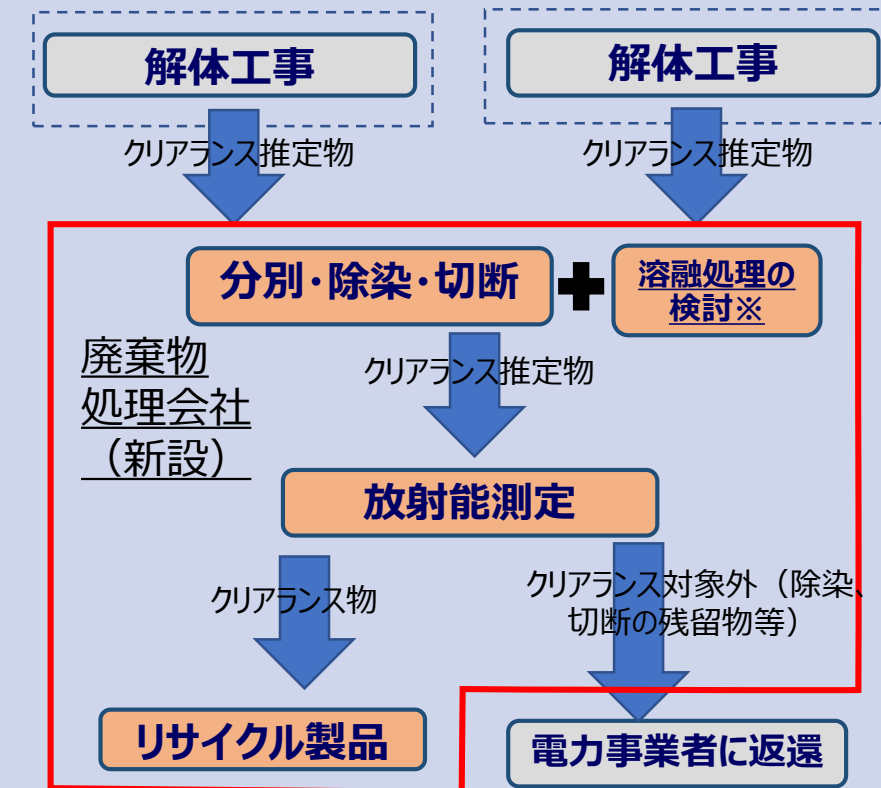 解体工事
解体工事
クリアランス推定物
クリアランス推定物
分別・除染・切断
溶融処理の
検討※
廃棄物
処理会社
（新設）
クリアランス推定物
放射能測定
クリアランス物
クリアランス対象外（除染、
切断の残留物等）
リサイクル製品
電力事業者に返還